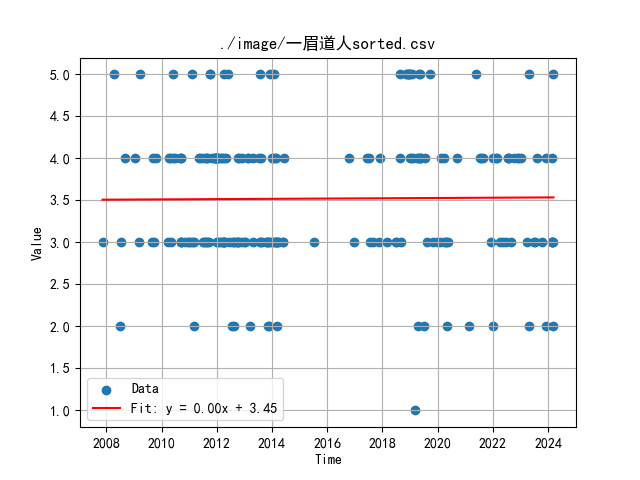 ./image/一眉道人sorted.csv
5.0
4.5
4.0
3.5
3.0
2.5
2.0
1.5
1.0
Value
Data
Fit: y = 0.00x + 3.45
2008 2010 2012 2014 2016 2018 2020 2022 2024
Time